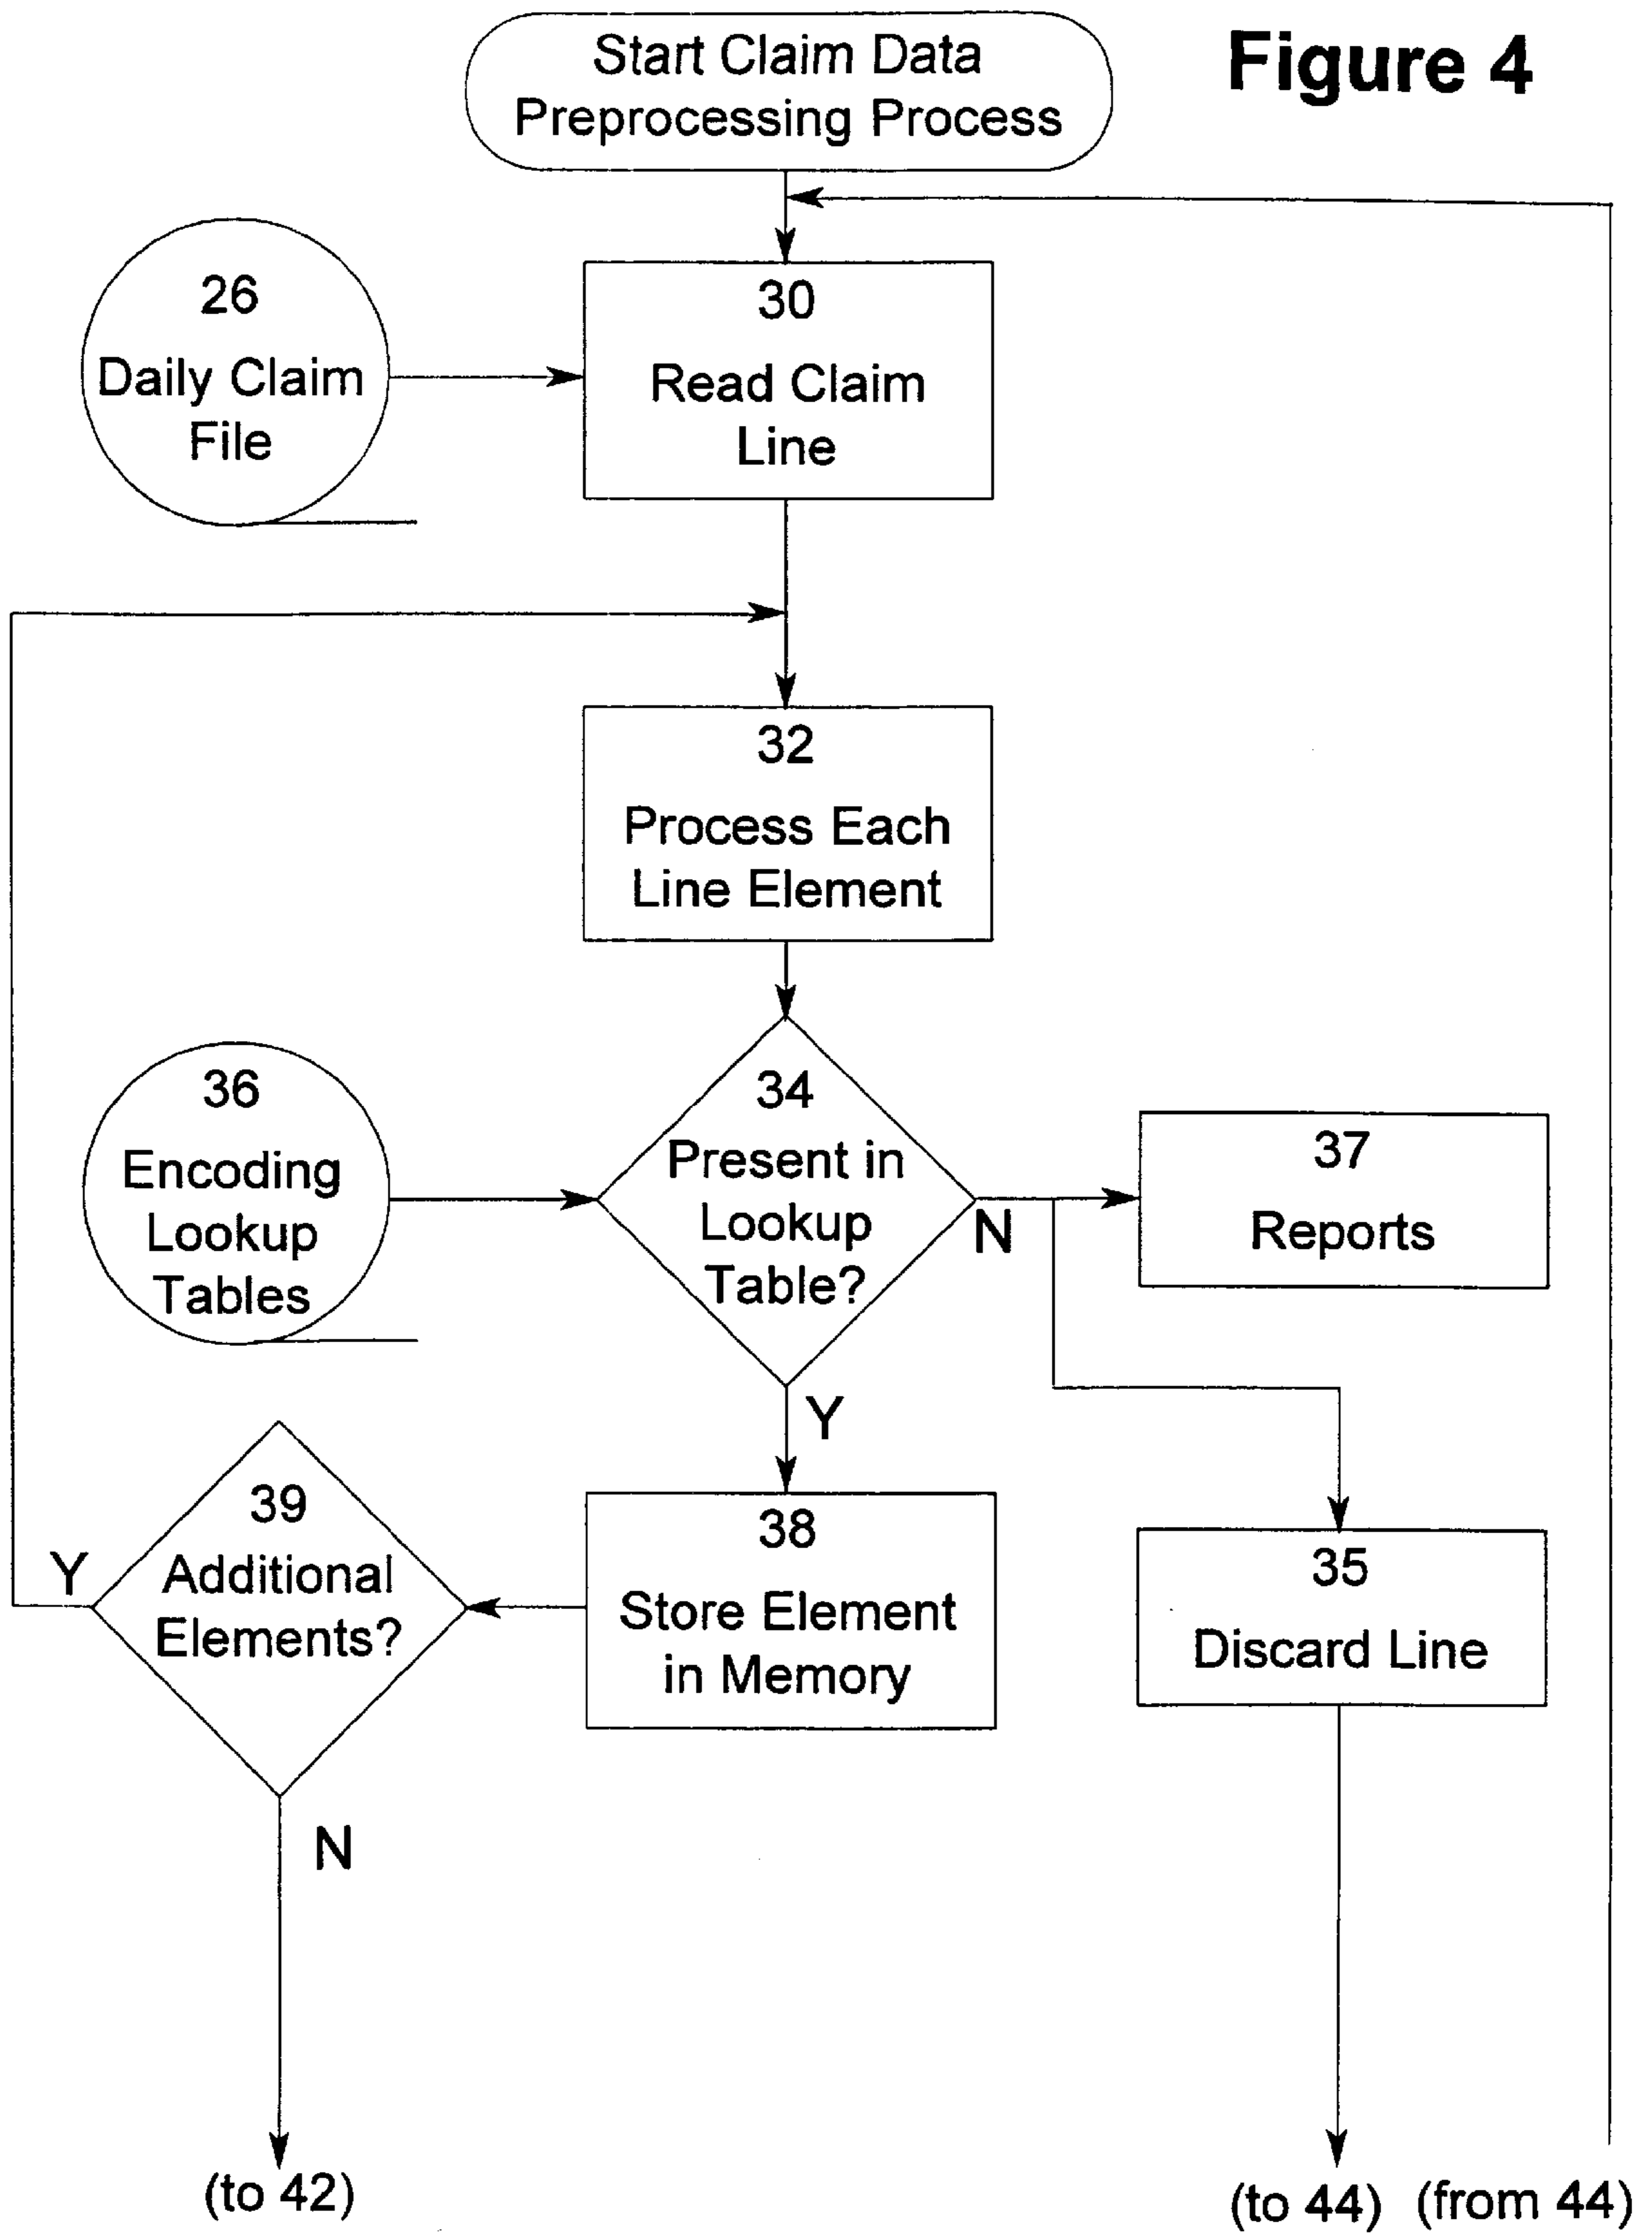 Start Claim Data
Preprocessing Process
Figure 4
26
Daily Claim
File
30
Read Claim
Line
32
Process Each
Line Element
36
Encoding
Lookup
Tables
34
Present in
Lookup
Table?
N
37
Reports
Y
39
Additional
Elements?
Y
38
Store Element
in Memory
35
Discard Line
N
(to 42)
(to 44)
(from 44)